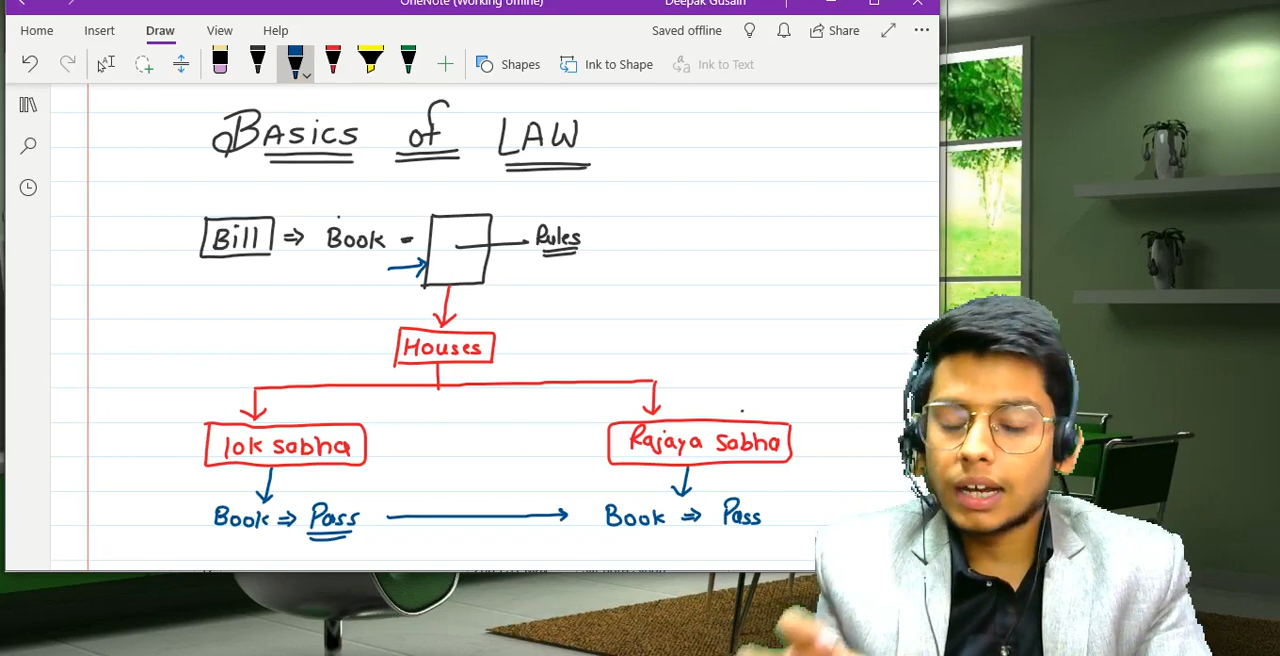 OneNote (Working offline) Deepak Gusain
Home Insert Draw View Help Saved offline Share
Shapes Ink to Shape Ink to Text
BASICS of LAW
Bill ⇒ Book - Rules
Houses
lok sabha Rajaya sabha
Book ⇒ Pass Book ⇒ Pass